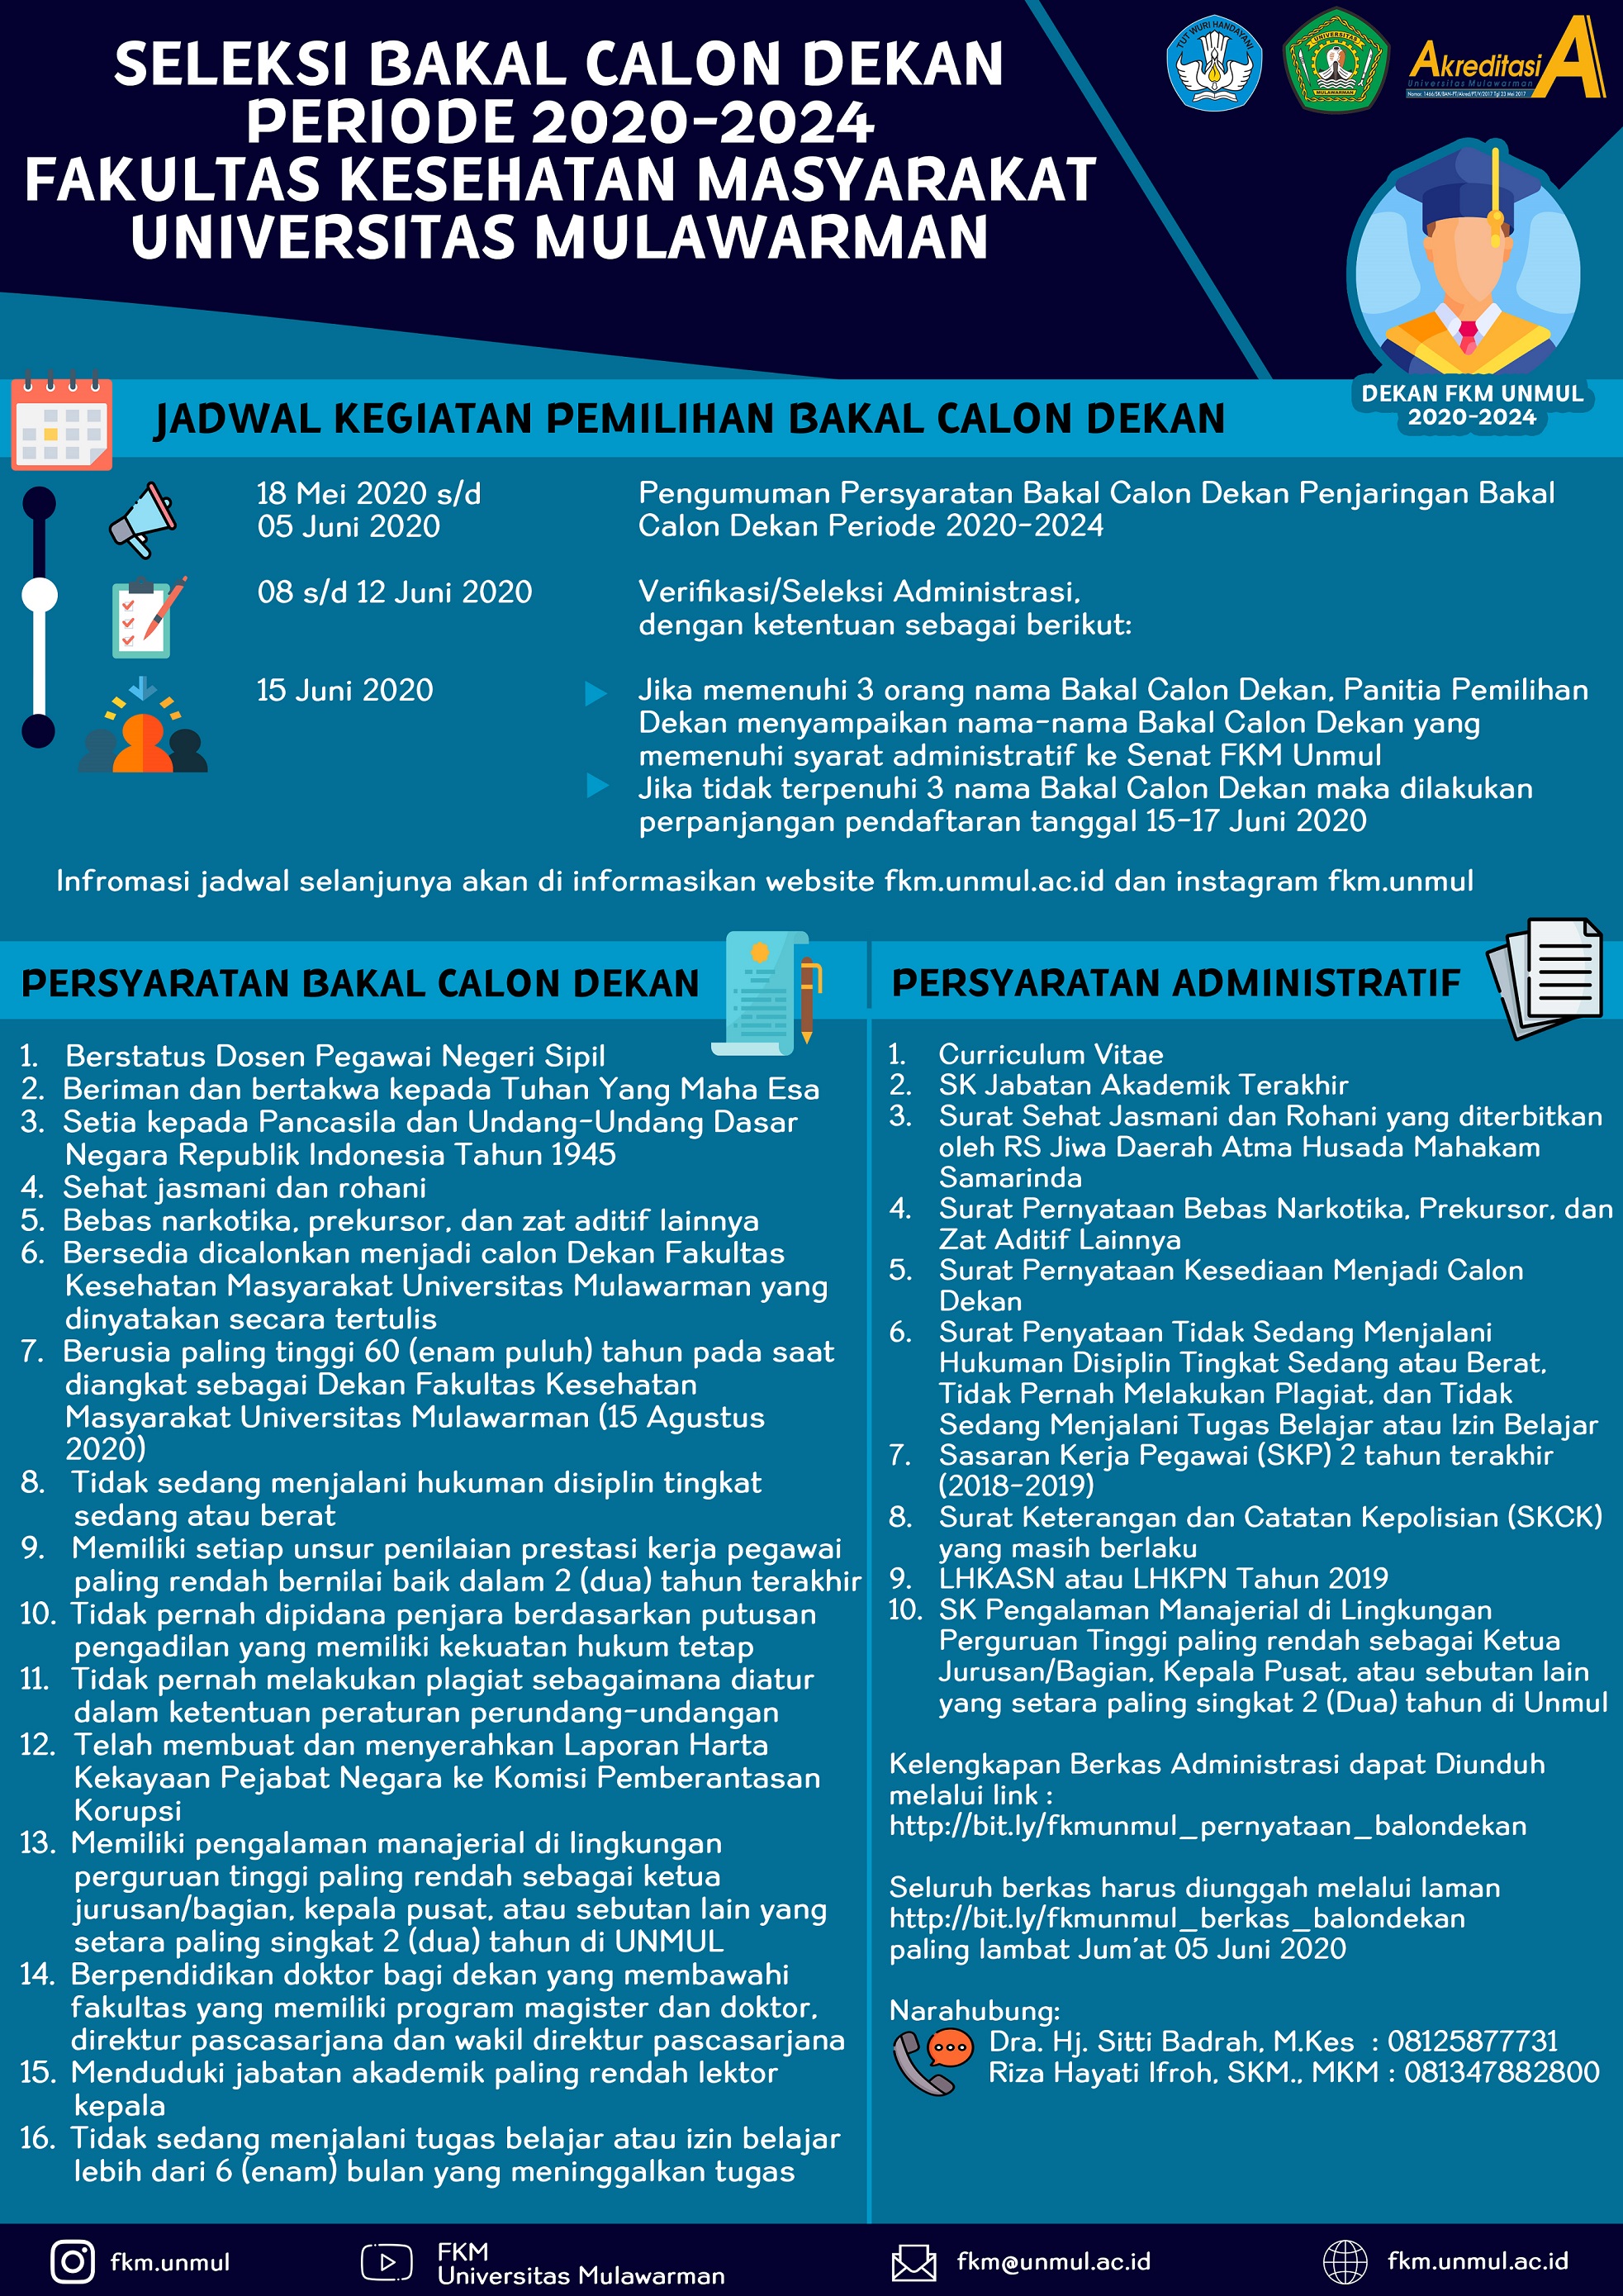 SELEKSI BAKAL CALON DEKAN
PERIODE 2020-2024
FAKULTAS KESEHATAN MASYARAKAT
UNIVERSITAS MULAWARMAN
TUT WURI HANDAYANI
UNIVERSITAS
MULAWARMAN
Akreditasi A
Universitas Mulawarman
DEKAN FKM UNMUL
2020-2024
JADWAL KEGIATAN PEMILIHAN BAKAL CALON DEKAN
18 Mei 2020 s/d
05 Juni 2020
Pengumuman Persyaratan Bakal Calon Dekan Penjaringan Bakal
Calon Dekan Periode 2020-2024
08 s/d 12 Juni 2020
Verifikasi/Seleksi Administrasi,
dengan ketentuan sebagai berikut:
15 Juni 2020
Jika memenuhi 3 orang nama Bakal Calon Dekan, Panitia Pemilihan
Dekan menyampaikan nama-nama Bakal Calon Dekan yang
memenuhi syarat administratif ke Senat FKM Unmul
Jika tidak terpenuhi 3 nama Bakal Calon Dekan maka dilakukan
perpanjangan pendaftaran tanggal 15-17 Juni 2020
Infromasi jadwal selanjunya akan di informasikan website fkm.unmul.ac.id dan instagram fkm.unmul
PERSYARATAN BAKAL CALON DEKAN
1. Berstatus Dosen Pegawai Negeri Sipil
2. Beriman dan bertakwa kepada Tuhan Yang Maha Esa
3. Setia kepada Pancasila dan Undang-Undang Dasar
Negara Republik Indonesia Tahun 1945
4. Sehat jasmani dan rohani
5. Bebas narkotika, prekursor, dan zat aditif lainnya
6. Bersedia dicalonkan menjadi calon Dekan Fakultas
Kesehatan Masyarakat Universitas Mulawarman yang
dinyatakan secara tertulis
7. Berusia paling tinggi 60 (enam puluh) tahun pada saat
diangkat sebagai Dekan Fakultas Kesehatan
Masyarakat Universitas Mulawarman (15 Agustus
2020)
8. Tidak sedang menjalani hukuman disiplin tingkat
sedang atau berat
9. Memiliki setiap unsur penilaian prestasi kerja pegawai
paling rendah bernilai baik dalam 2 (dua) tahun terakhir
10. Tidak pernah dipidana penjara berdasarkan putusan
pengadilan yang memiliki kekuatan hukum tetap
11. Tidak pernah melakukan plagiat sebagaimana diatur
dalam ketentuan peraturan perundang-undangan
12. Telah membuat dan menyerahkan Laporan Harta
Kekayaan Pejabat Negara ke Komisi Pemberantasan
Korupsi
13. Memiliki pengalaman manajerial di lingkungan
perguruan tinggi paling rendah sebagai ketua
jurusan/bagian, kepala pusat, atau sebutan lain yang
setara paling singkat 2 (dua) tahun di UNMUL
14. Berpendidikan doktor bagi dekan yang membawahi
fakultas yang memiliki program magister dan doktor,
direktur pascasarjana dan wakil direktur pascasarjana
15. Menduduki jabatan akademik paling rendah lektor
kepala
16. Tidak sedang menjalani tugas belajar atau izin belajar
lebih dari 6 (enam) bulan yang meninggalkan tugas
PERSYARATAN ADMINISTRATIF
1. Curriculum Vitae
2. SK Jabatan Akademik Terakhir
3. Surat Sehat Jasmani dan Rohani yang diterbitkan
oleh RS Jiwa Daerah Atma Husada Mahakam
Samarinda
4. Surat Pernyataan Bebas Narkotika, Prekursor, dan
Zat Aditif Lainnya
5. Surat Pernyataan Kesediaan Menjadi Calon
Dekan
6. Surat Penyataan Tidak Sedang Menjalani
Hukuman Disiplin Tingkat Sedang atau Berat,
Tidak Pernah Melakukan Plagiat, dan Tidak
Sedang Menjalani Tugas Belajar atau Izin Belajar
7. Sasaran Kerja Pegawai (SKP) 2 tahun terakhir
(2018-2019)
8. Surat Keterangan dan Catatan Kepolisian (SKCK)
yang masih berlaku
9. LHKASN atau LHKPN Tahun 2019
10. SK Pengalaman Manajerial di Lingkungan
Perguruan Tinggi paling rendah sebagai Ketua
Jurusan/Bagian, Kepala Pusat, atau sebutan lain
yang setara paling singkat 2 (Dua) tahun di Unmul
Kelengkapan Berkas Administrasi dapat Diunduh
melalui link :
http://bit.ly/fkmunmul_pernyataan_balondekan
Seluruh berkas harus diunggah melalui laman
http://bit.ly/fkmunmul_berkas_balondekan
paling lambat Jum'at 05 Juni 2020
Narahubung:
Dra. Hj. Sitti Badrah, M.Kes : 08125877731
Riza Hayati Ifroh, SKM., MKM : 081347882800
fkm.unmul
FKM
Universitas Mulawarman
fkm@unmul.ac.id
fkm.unmul.ac.id